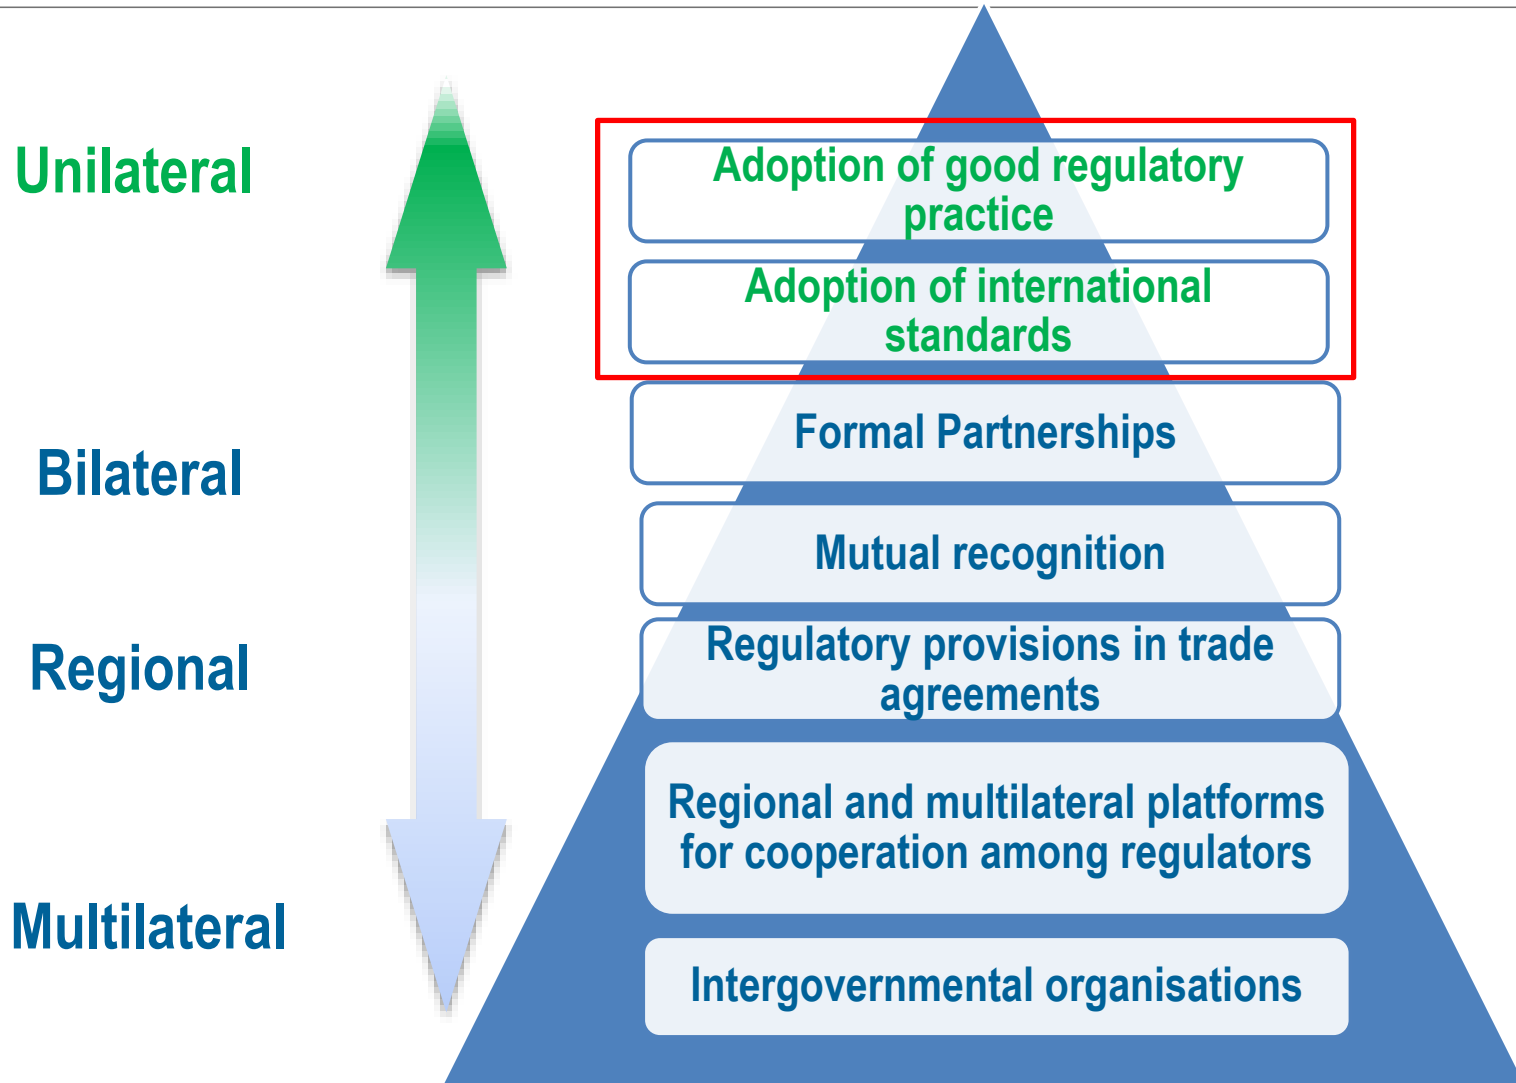 Unilateral
Adoption of good regulatory
practice
Adoption of international
standards
Bilateral
Formal Partnerships
Mutual recognition
Regional
Regulatory provisions in trade
agreements
Regional and multilateral platforms
for cooperation among regulators
Multilateral
Intergovernmental organisations